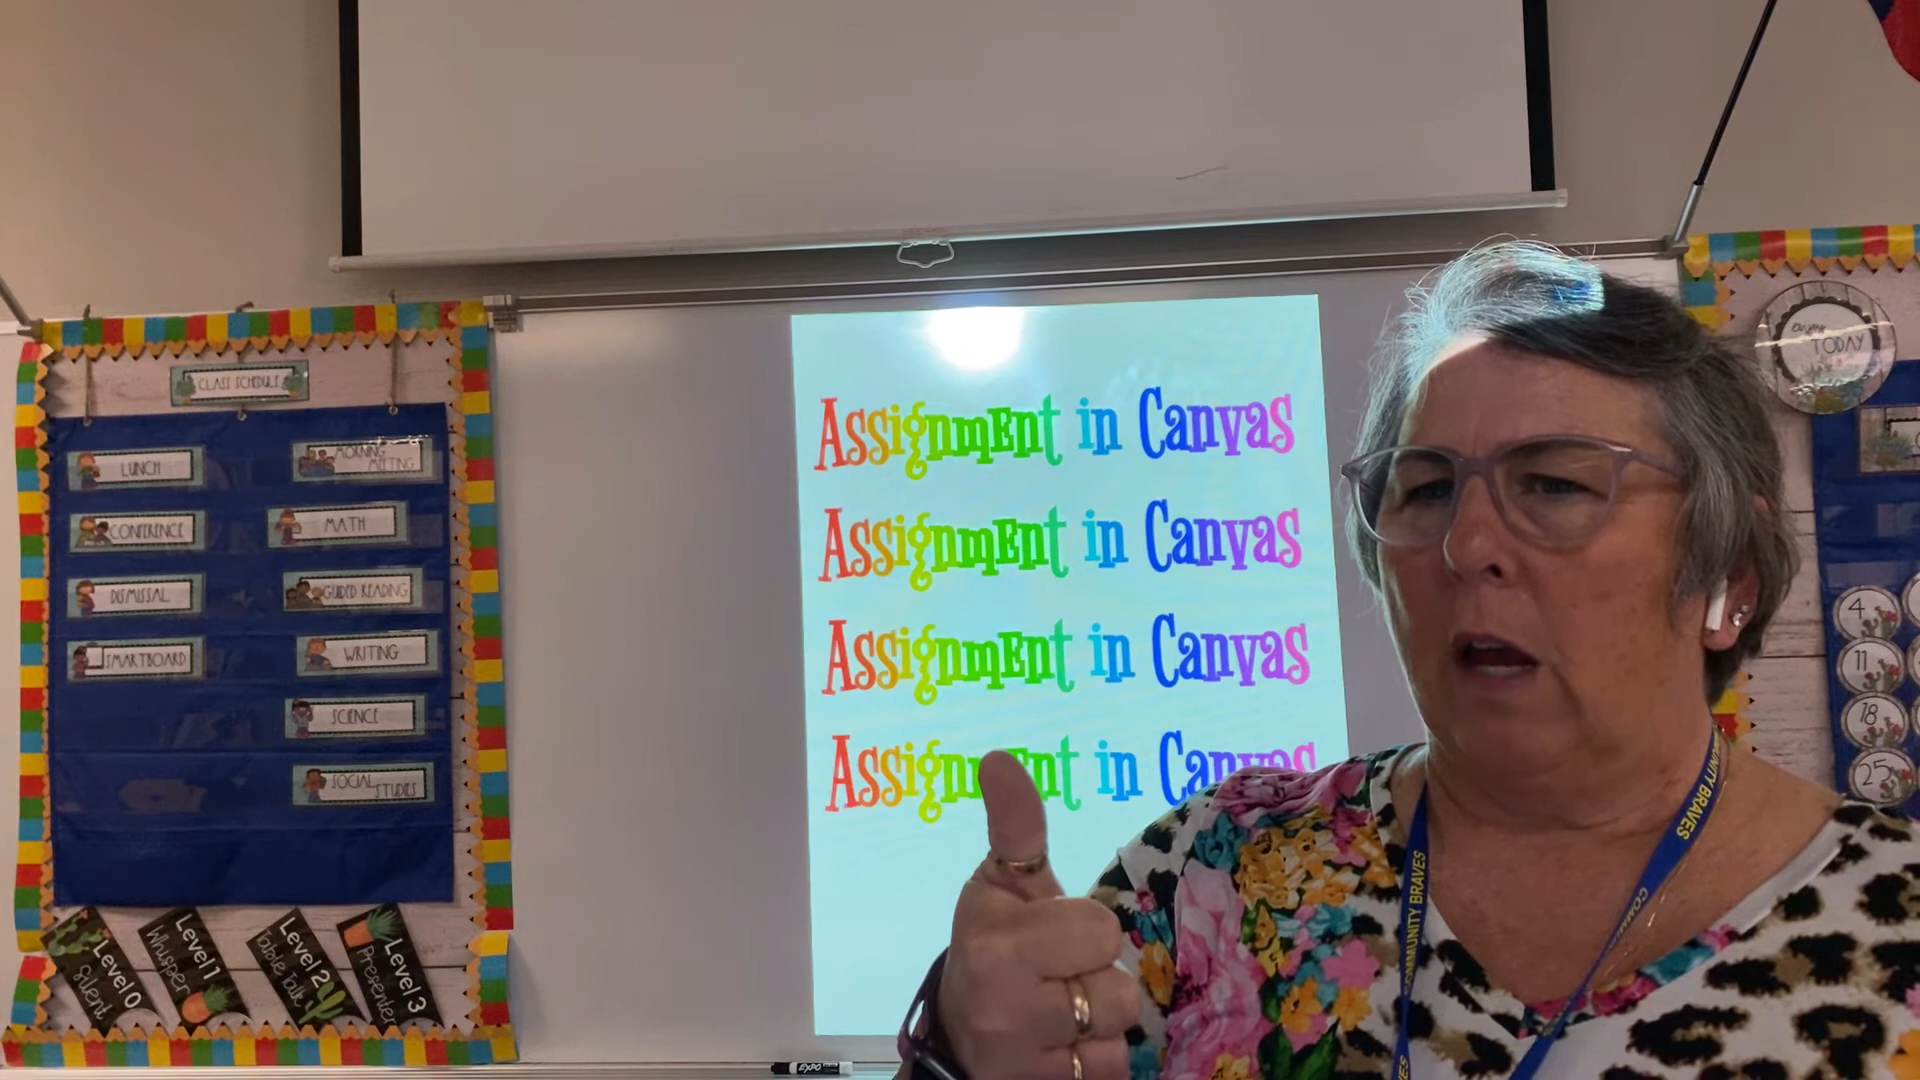 CLASS SCHEDULE
LUNCH
CONFERENCE
DISMISSAL
SMARTBOARD
MORNING
MEETING
MATH
GUIDED READING
WRITING
SCIENCE
SOCIAL
STUDIES
Level 0
Silent
Level 1
Whisper
Level 2
Table Talk
Level 3
Presenter
Assignment in Canvas
Assignment in Canvas
Assignment in Canvas
Assignment in Canvas
EXPO
COMMUNITY BRAVES
COMMUNITY BRAVES
TODAY
4
11
18
25